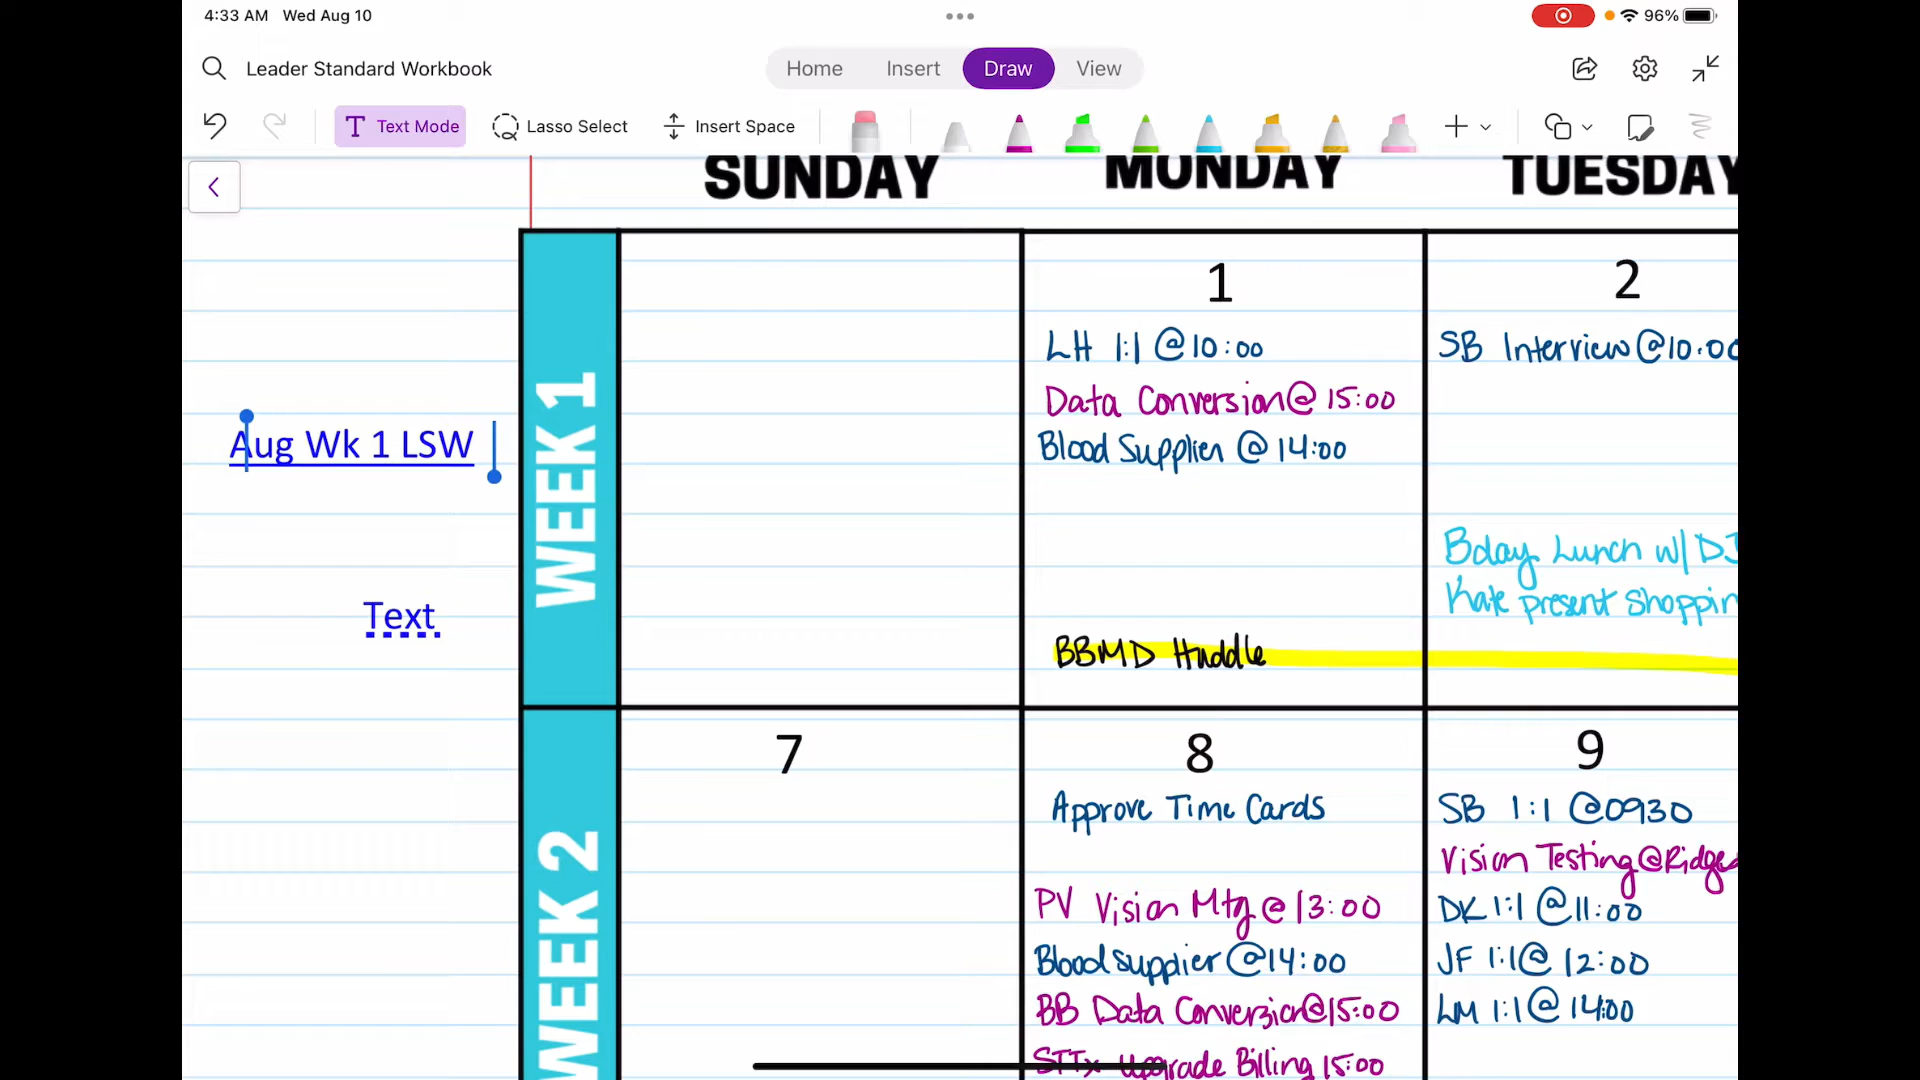 4:33 AM Wed Aug 10
96%
Leader Standard Workbook
Home Insert Draw View
Text Mode Lasso Select Insert Space
SUNDAY MONDAY TUESDAY
Aug Wk 1 LSW
Text
WEEK 1
1
LH 1:1 @10:00
Data Conversion@ 15:00
Blood Supplier @ 14:00
BBMD Huddle
2
SB Interview@10:00
Bday Lunch w/ DJ
Kate present shoppin
WEEK 2
7
8
Approve Time Cards
PV Vision Mtg @ 13:00
Blood supplier @14:00
BB Data Conversion@15:00
STTx Upgrade Billing 15:00
9
SB 1:1 @0930
Vision Testing@Ridge
DK 1:1 @11:00
JF 1:1@ 12:00
LM 1:1@ 14:00